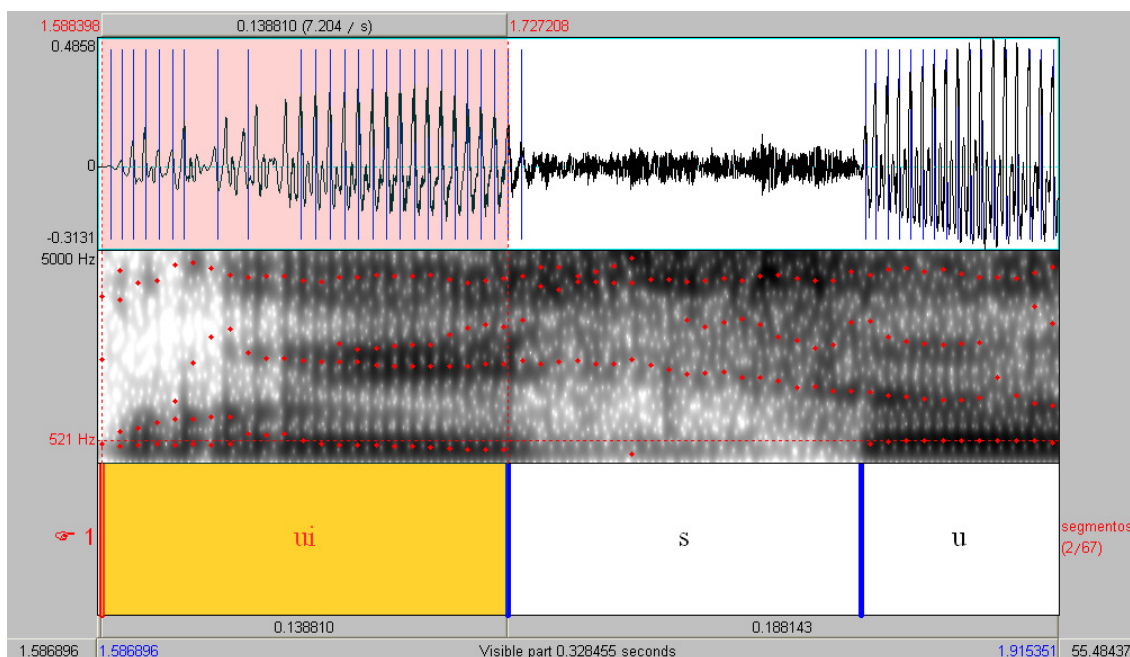 1.588398 0.138810 (7.204 / s) 1.727208
0.4858
0
-0.3131
5000 Hz
521 Hz
☞ 1 ui s u segmentos
(2/67)
0.138810 0.188143
1.586896 1.586896 Visible part 0.328455 seconds 1.915351 55.48437